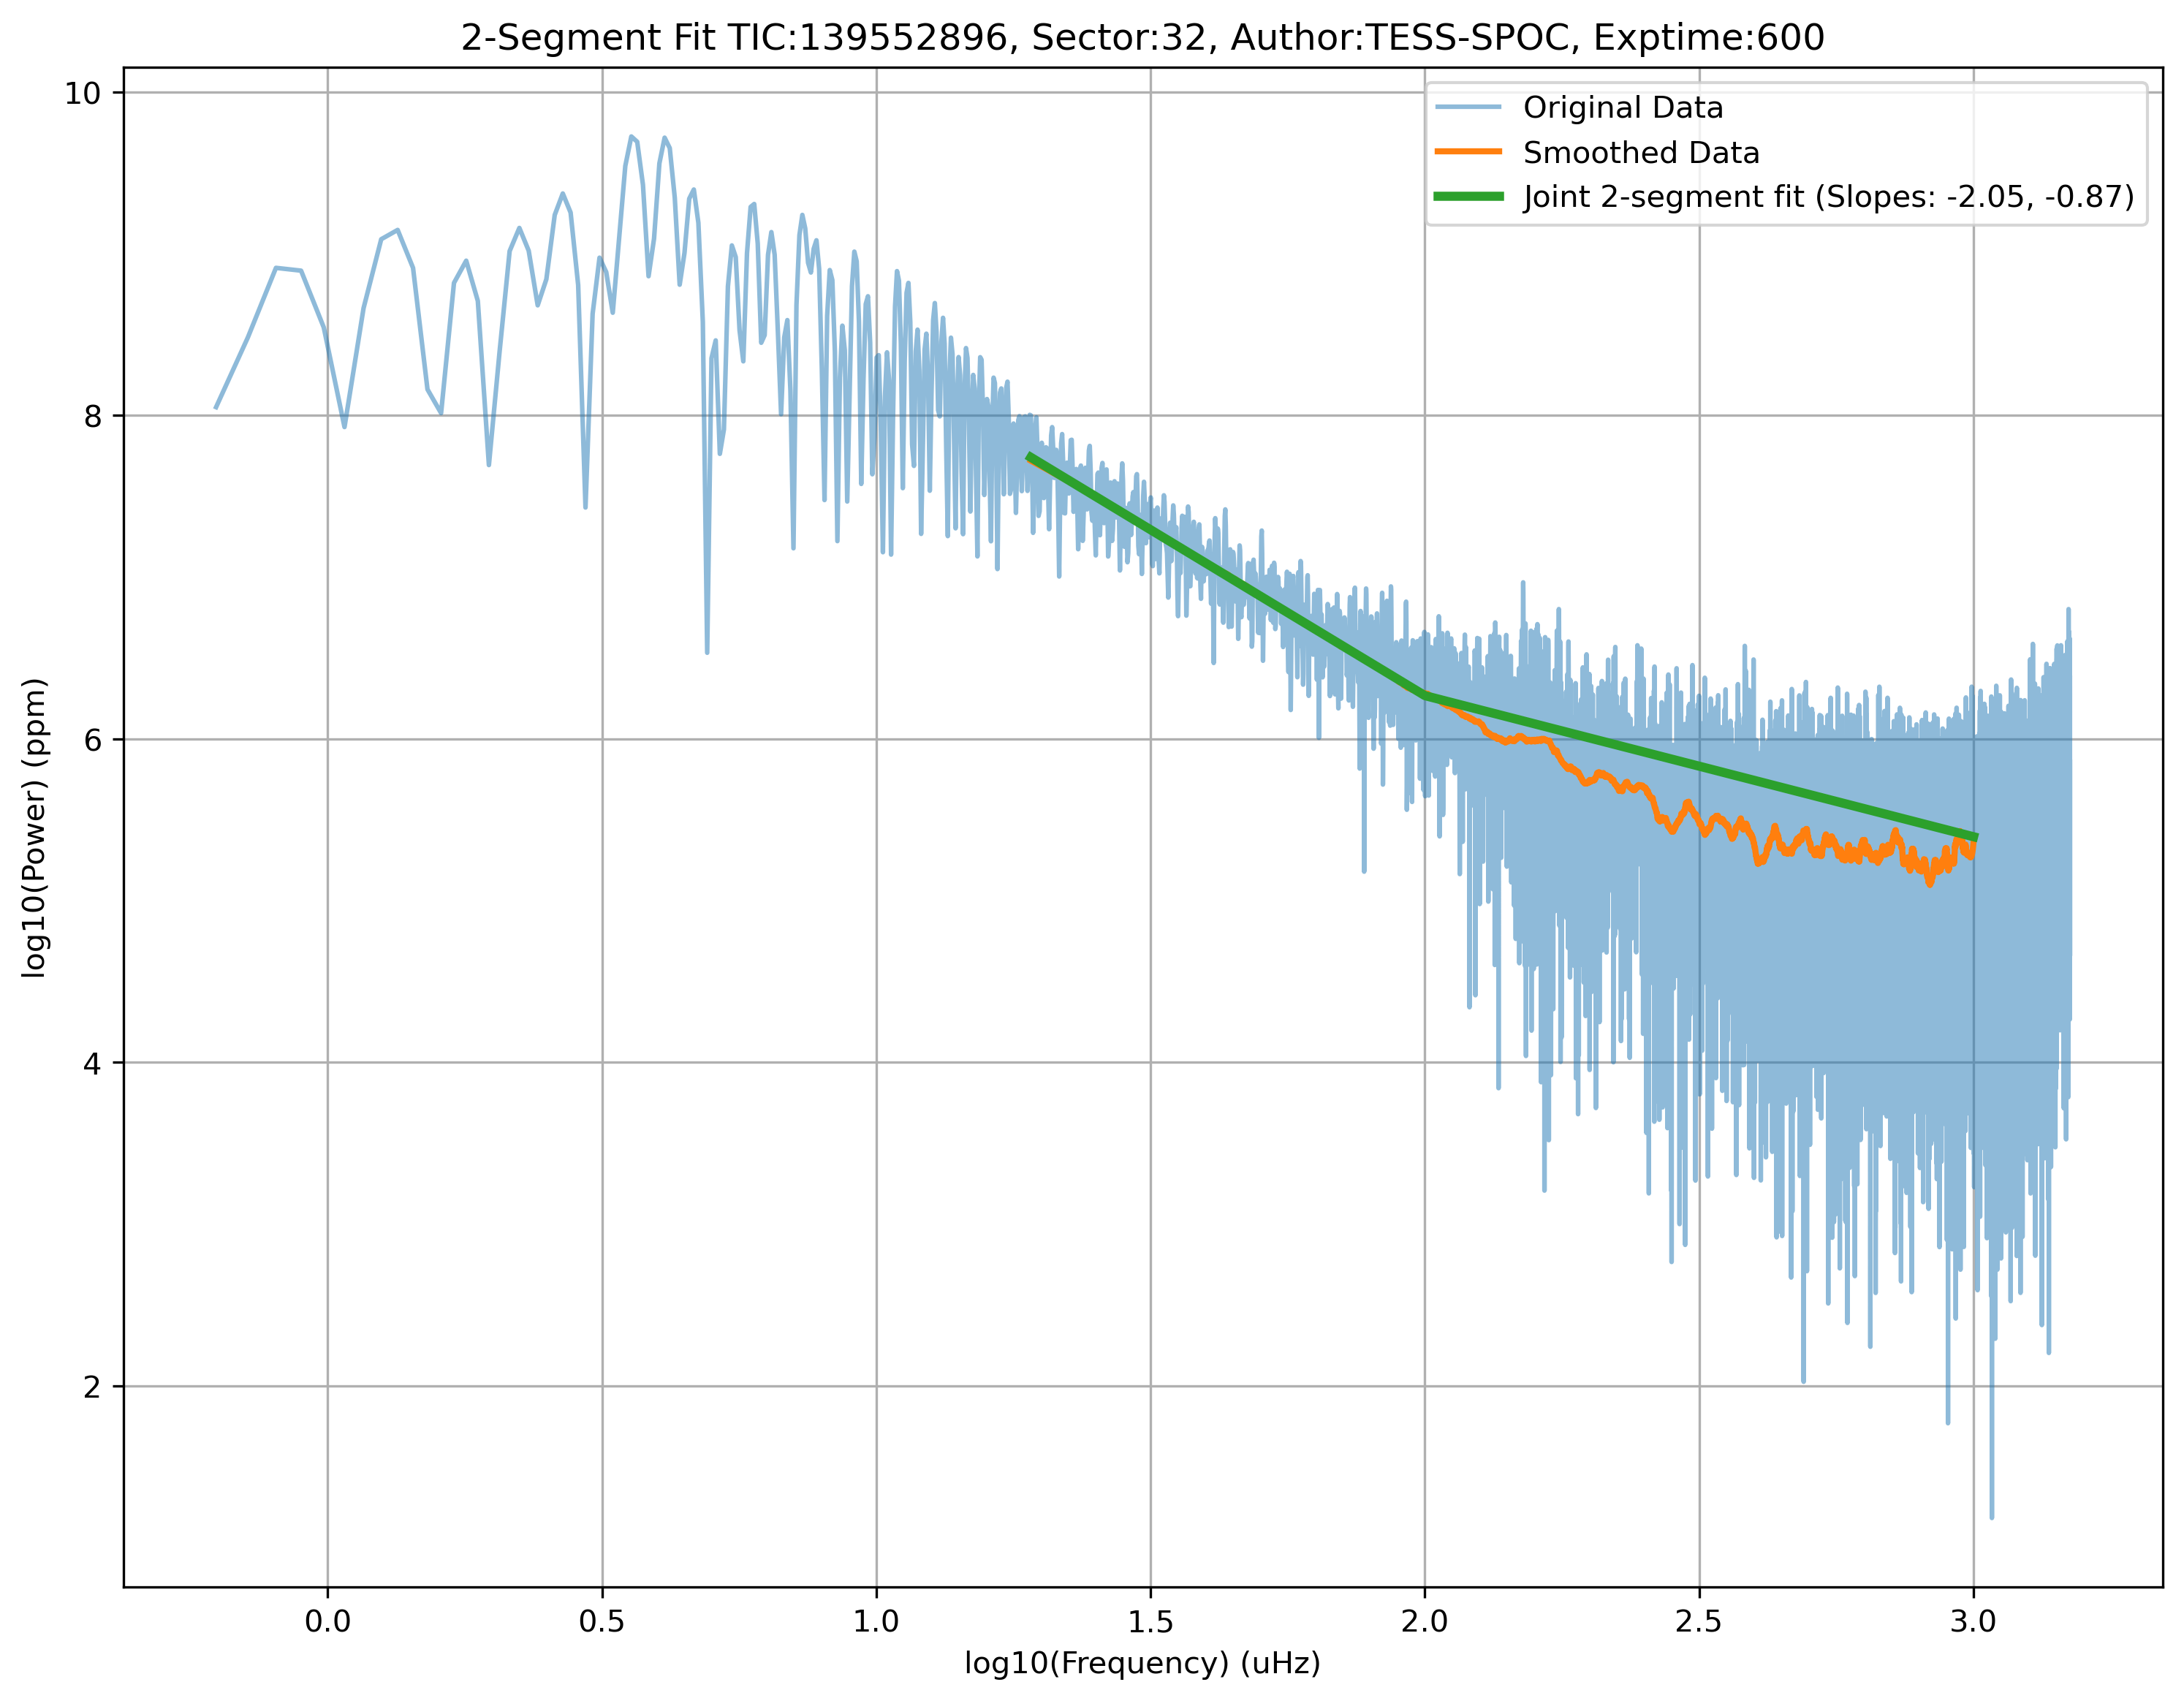 2-Segment Fit TIC:139552896, Sector:32, Author:TESS-SPOC, Exptime:600
Original Data
Smoothed Data
Joint 2-segment fit (Slopes: -2.05, -0.87)
log10(Power) (ppm)
10
8
6
4
2
0.0 0.5 1.0 1.5 2.0 2.5 3.0
log10(Frequency) (uHz)